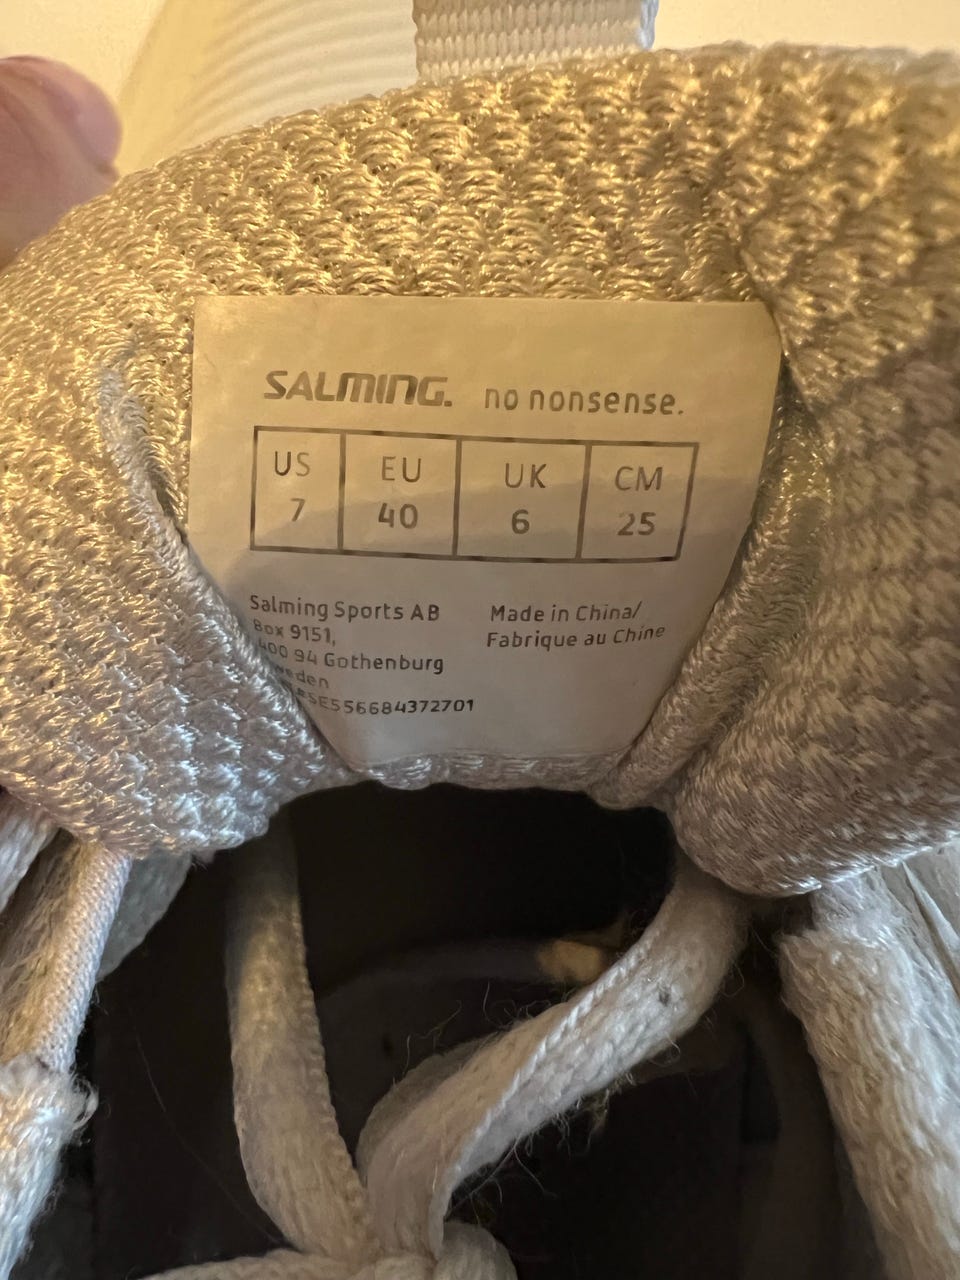 SALMING. no nonsense.
US EU UK CM
7 40 6 25
Salming Sports AB
Box 9151,
400 94 Gothenburg
Sweden
SE556684372701
Made in China/
Fabrique au Chine